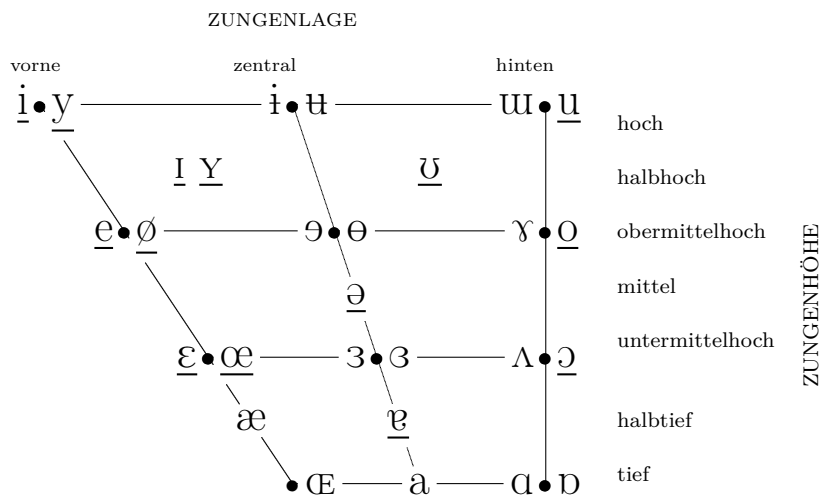 ZUNGENLAGE
vorne zentral hinten
i y ɨ ʉ ɯ u hoch
ɪ ʏ ʊ halbhoch
e ø ɘ ɵ ɤ o obermittelhoch
ə mittel
ɛ œ ɜ ɞ ʌ ɔ untermittelhoch
æ ɐ halbtief
ɶ a ɑ ɒ tief
ZUNGENHÖHE